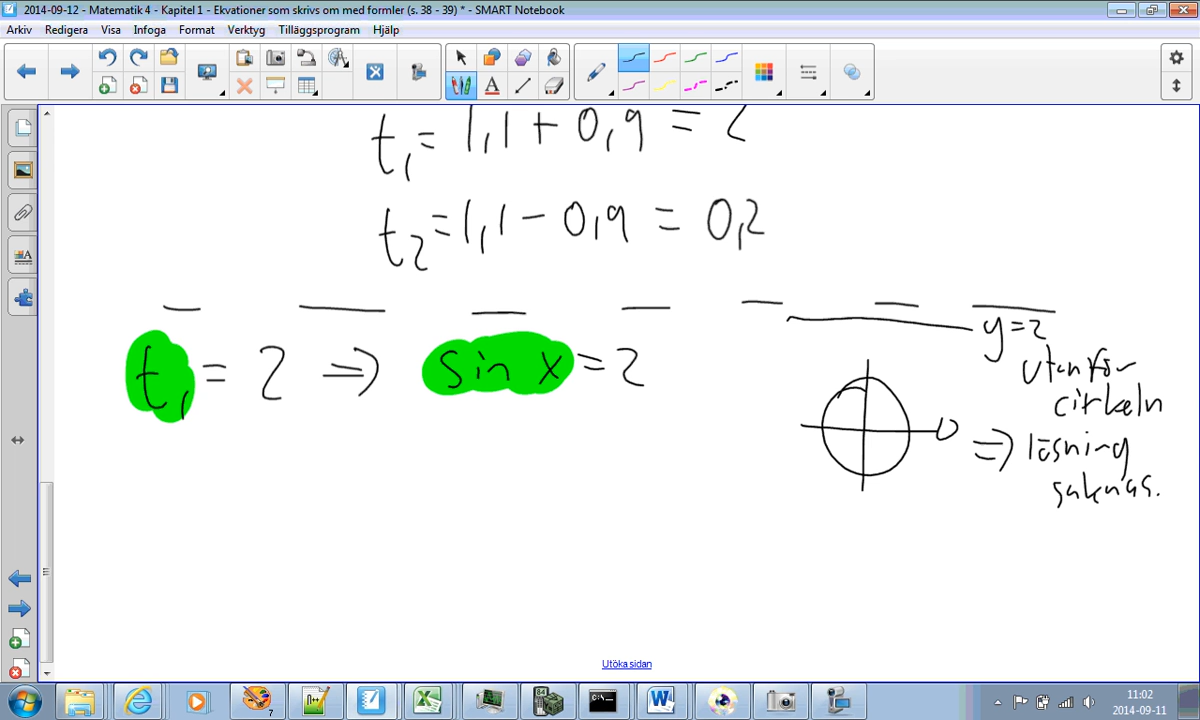 2014-09-12 - Matematik 4 - Kapitel 1 - Ekvationer som skrivs om med formler (s. 38 - 39) * - SMART Notebook
Arkiv Redigera Visa Infoga Format Verktyg Tilläggsprogram Hjälp
t₁= 1,1 + 0,9 = 2
t₂=1,1 - 0,9 = 0,2
t₁ = 2 ⇒ sin x = 2
y=2
utanför
cirkeln
⇒ lösning
saknas.
Utöka sidan
11:02
2014-09-11